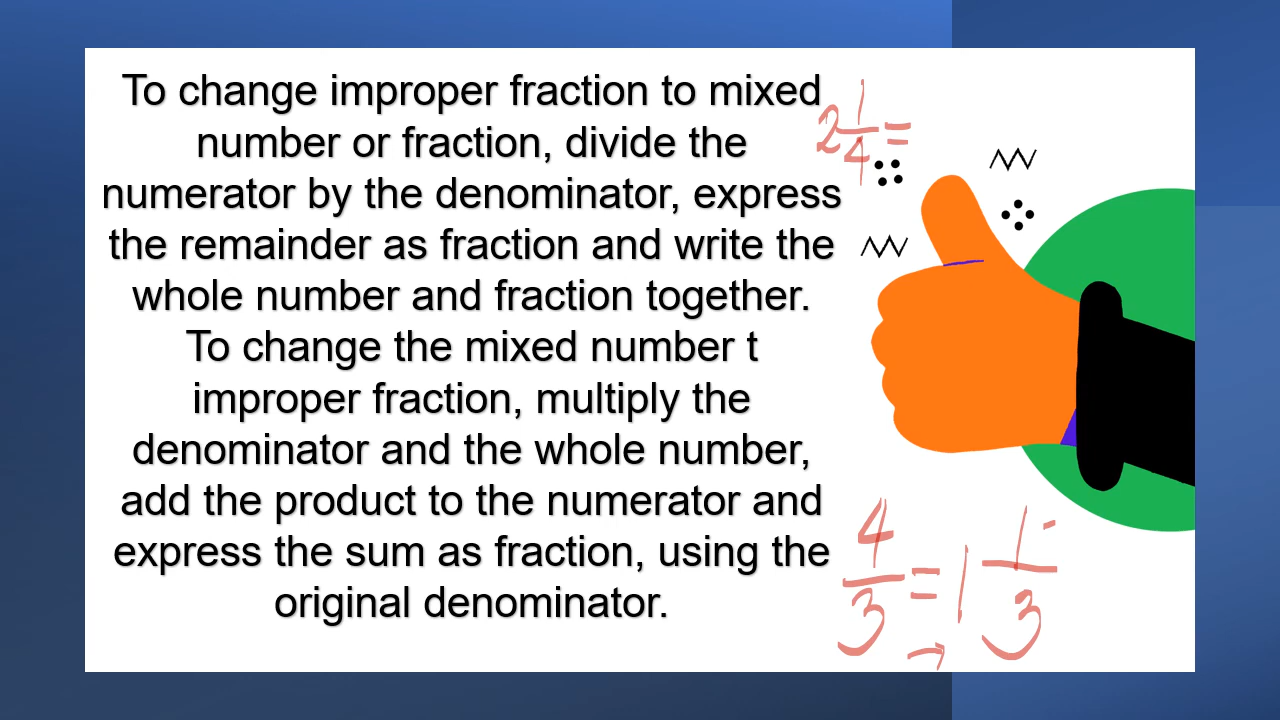 To change improper fraction to mixed
number or fraction, divide the
numerator by the denominator, express
the remainder as fraction and write the
whole number and fraction together.
To change the mixed number t
improper fraction, multiply the
denominator and the whole number,
add the product to the numerator and
express the sum as fraction, using the
original denominator.
2 1/4 =
4/3 = 1 1/3